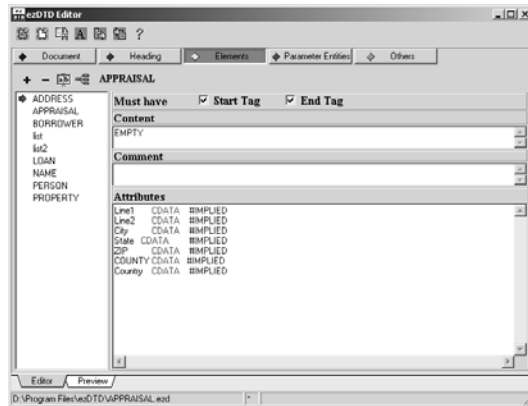 ezDTD Editor
?
Document Heading Elements Parameter Entities Others
+ - APPRAISAL
ADDRESS
APPRAISAL
BORROWER
list
list2
LOAN
NAME
PERSON
PROPERTY
Must have Start Tag End Tag
Content
EMPTY
Comment
Attributes
Line1 CDATA #IMPLIED
Line2 CDATA #IMPLIED
City CDATA #IMPLIED
State CDATA #IMPLIED
ZIP CDATA #IMPLIED
COUNTY CDATA #IMPLIED
Country CDATA #IMPLIED
Editor Preview
D:\Program Files\ezDTD\APPRAISAL.ezd